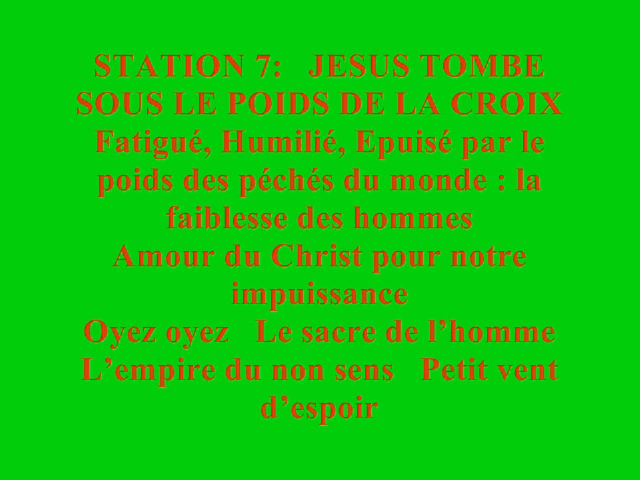 STATION 7:   JESUS TOMBE
SOUS LE POIDS DE LA CROIX
Fatigué, Humilié, Epuisé par le
poids des péchés du monde : la
faiblesse des hommes
Amour du Christ pour notre
impuissance
Oyez oyez   Le sacre de l’homme
L’empire du non sens   Petit vent
d’espoir